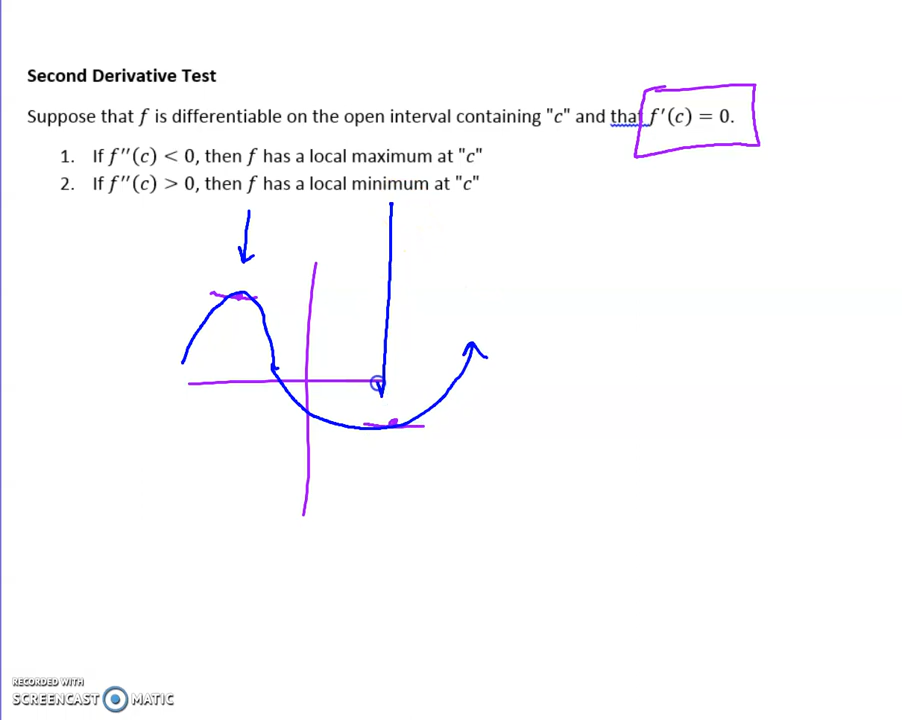 Second Derivative Test
Suppose that f is differentiable on the open interval containing "c" and that f′(c) = 0.
1. If f′′(c) < 0, then f has a local maximum at "c"
2. If f′′(c) > 0, then f has a local minimum at "c"
RECORDED WITH
SCREENCAST MATIC